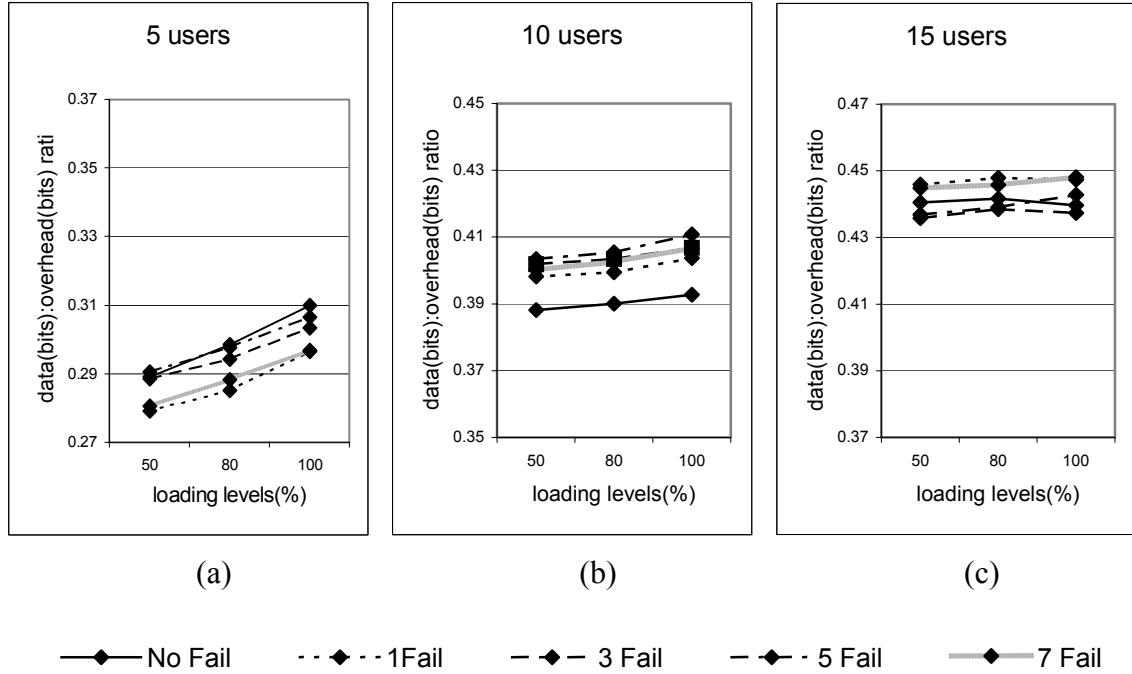 5 users
data(bits):overhead(bits) rati
0.37
0.35
0.33
0.31
0.29
0.27
50 80 100
loading levels(%)
(a)
10 users
data(bits):overhead(bits) ratio
0.45
0.43
0.41
0.39
0.37
0.35
50 80 100
loading levels(%)
(b)
15 users
data(bits):overhead(bits) ratio
0.47
0.45
0.43
0.41
0.39
0.37
50 80 100
loading levels(%)
(c)
No Fail 1Fail 3 Fail 5 Fail 7 Fail